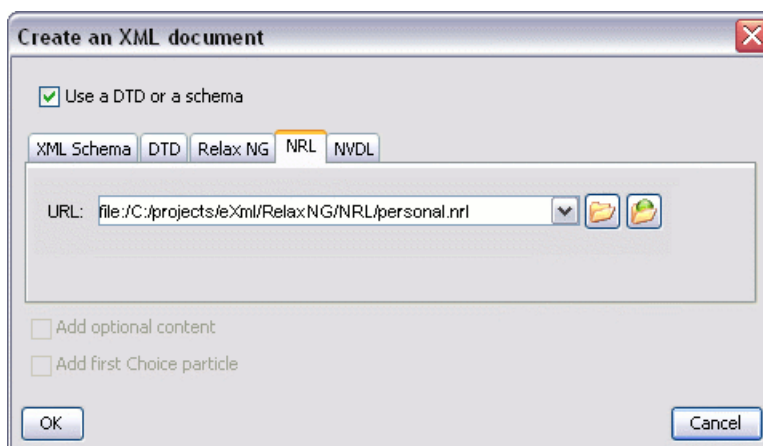 Create an XML document
Use a DTD or a schema
XML Schema DTD Relax NG NRL NVDL
URL: file:/C:/projects/eXml/RelaxNG/NRL/personal.nrl
Add optional content
Add first Choice particle
OK Cancel